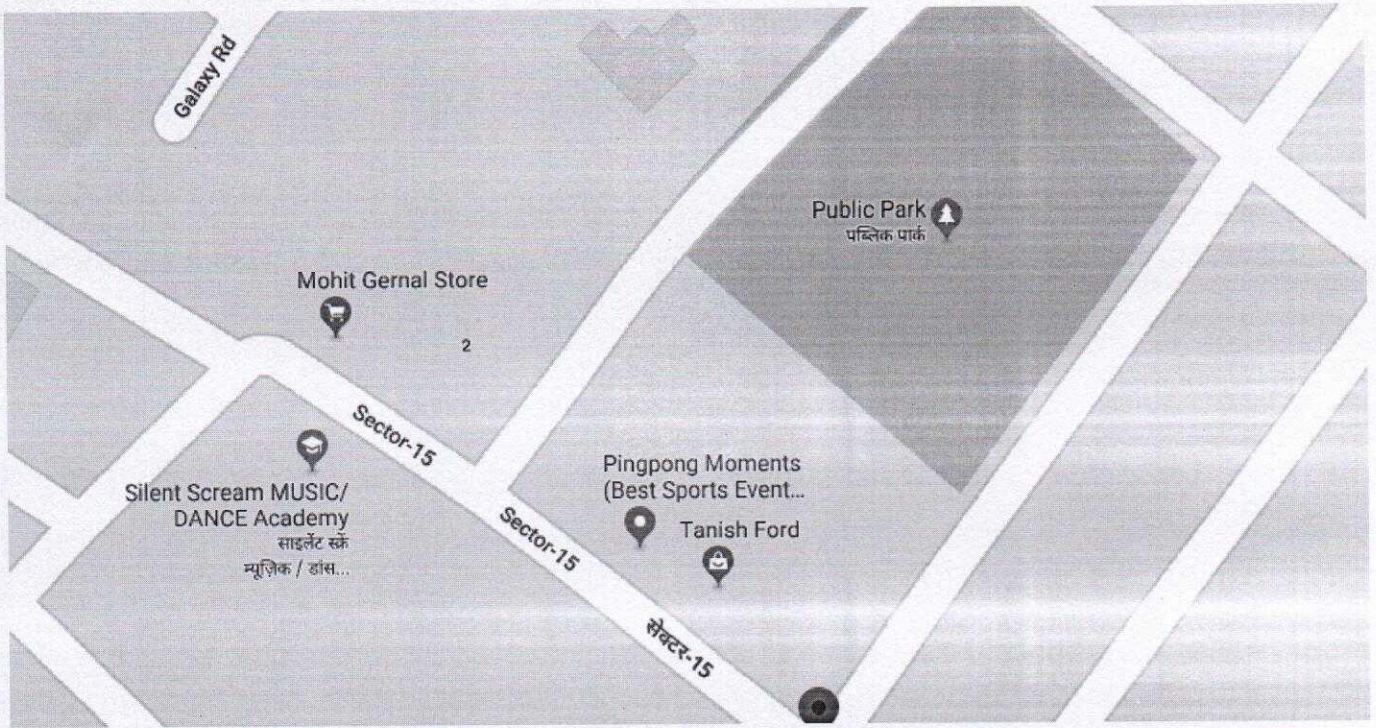 Galaxy Rd
Public Park
पब्लिक पार्क
Mohit Gernal Store
2
Sector-15
Silent Scream MUSIC/
DANCE Academy
साइलेंट स्क्रें
म्यूज़िक / डांस...
Sector-15
Pingpong Moments
(Best Sports Event...
Tanish Ford
सेक्टर-15